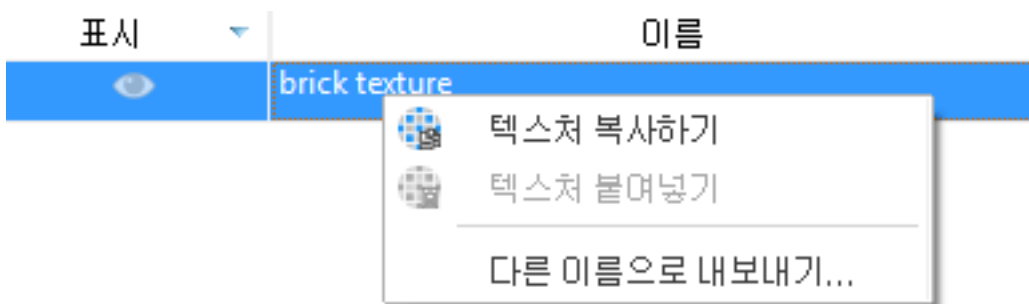 표시 이름
brick texture
텍스처 복사하기
텍스처 붙여넣기
다른 이름으로 내보내기...